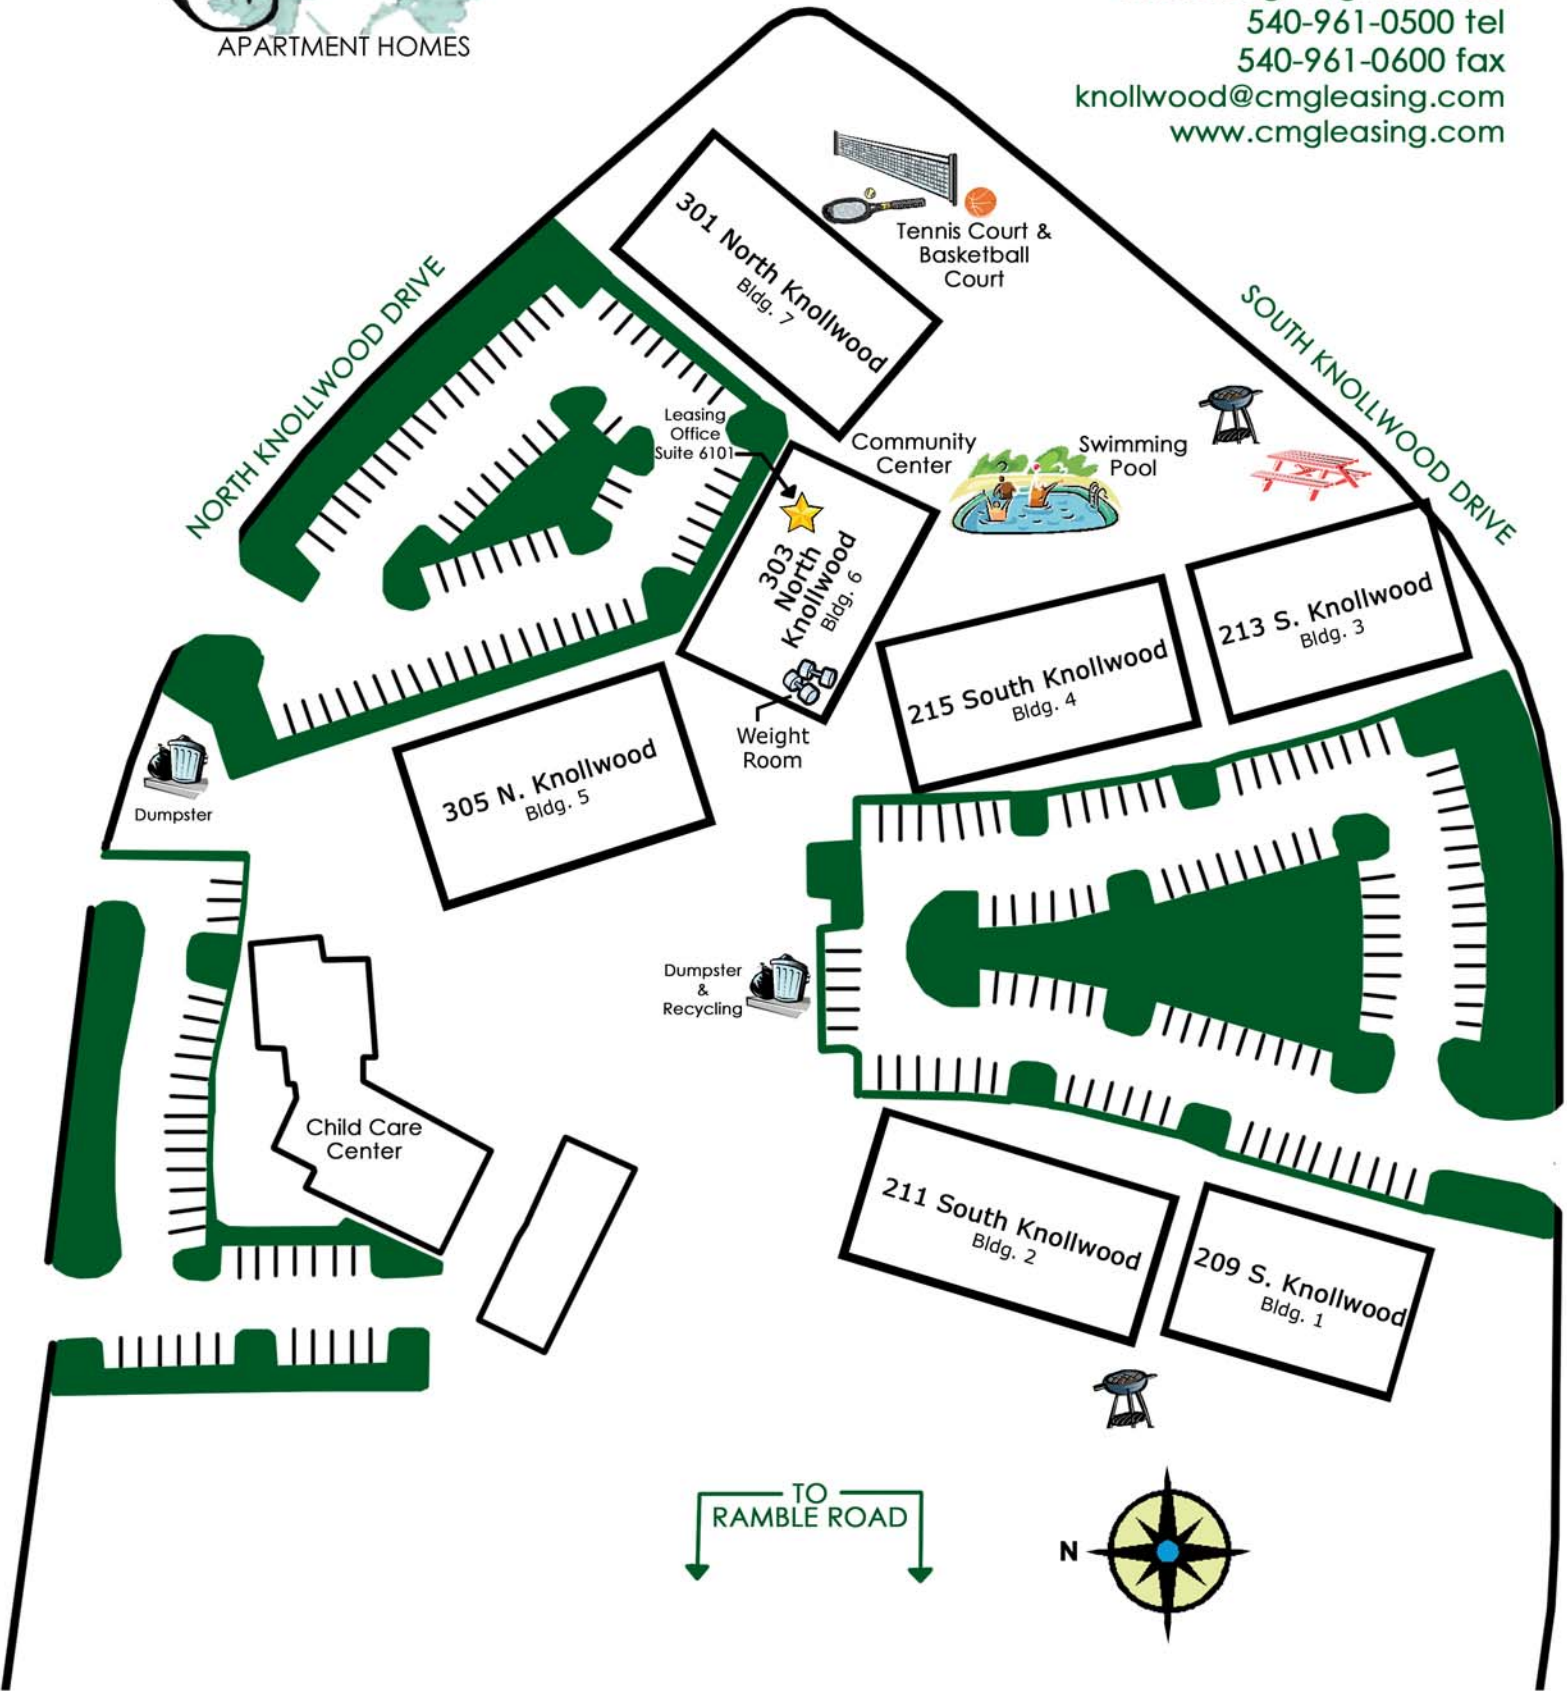 APARTMENT HOMES
540-961-0500 tel
540-961-0600 fax
knollwood@cmgleasing.com
www.cmgleasing.com
NORTH KNOLLWOOD DRIVE
SOUTH KNOLLWOOD DRIVE
301 North Knollwood
Bldg. 7
Tennis Court &
Basketball
Court
Leasing
Office
Suite 6101
Community
Center
Swimming
Pool
303
North
Knollwood
Bldg. 6
Weight
Room
213 S. Knollwood
Bldg. 3
215 South Knollwood
Bldg. 4
305 N. Knollwood
Bldg. 5
Dumpster
Dumpster
&
Recycling
Child Care
Center
211 South Knollwood
Bldg. 2
209 S. Knollwood
Bldg. 1
TO
RAMBLE ROAD
N